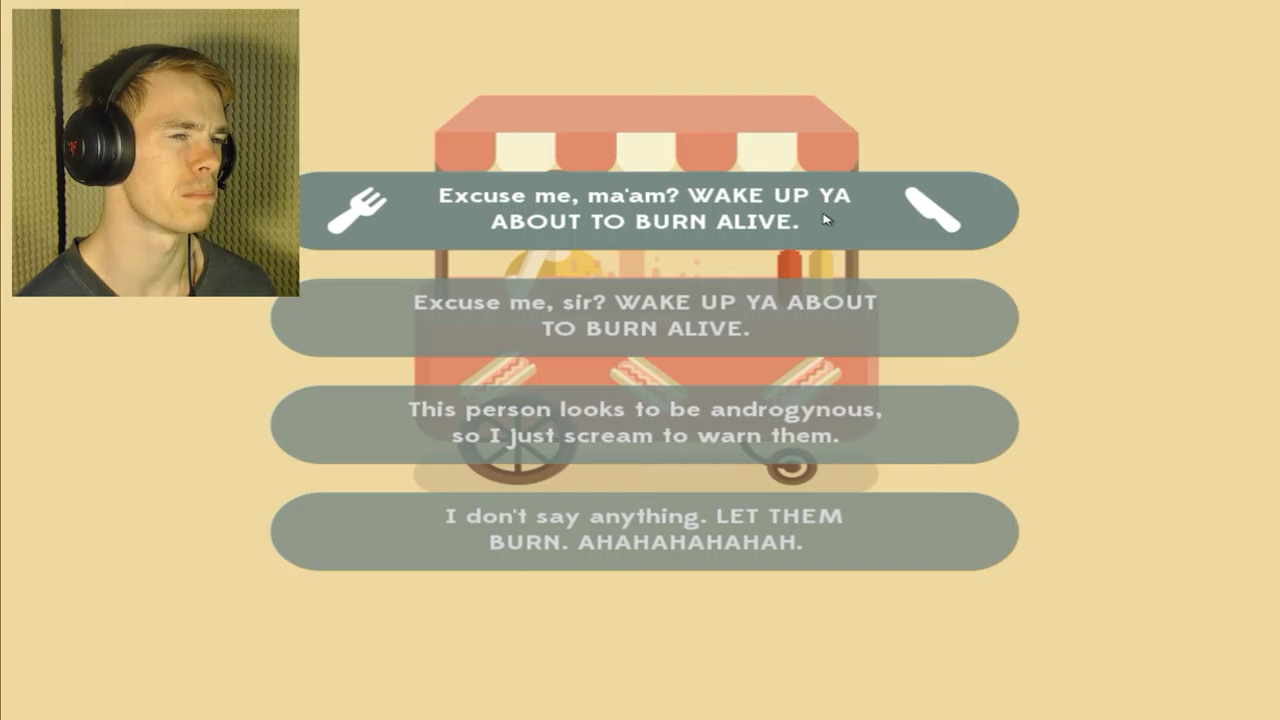 Excuse me, ma'am? WAKE UP YA
ABOUT TO BURN ALIVE.
Excuse me, sir? WAKE UP YA ABOUT
TO BURN ALIVE.
This person looks to be androgynous,
so I just scream to warn them.
I don't say anything. LET THEM
BURN. AHAHAHAHAHAH.